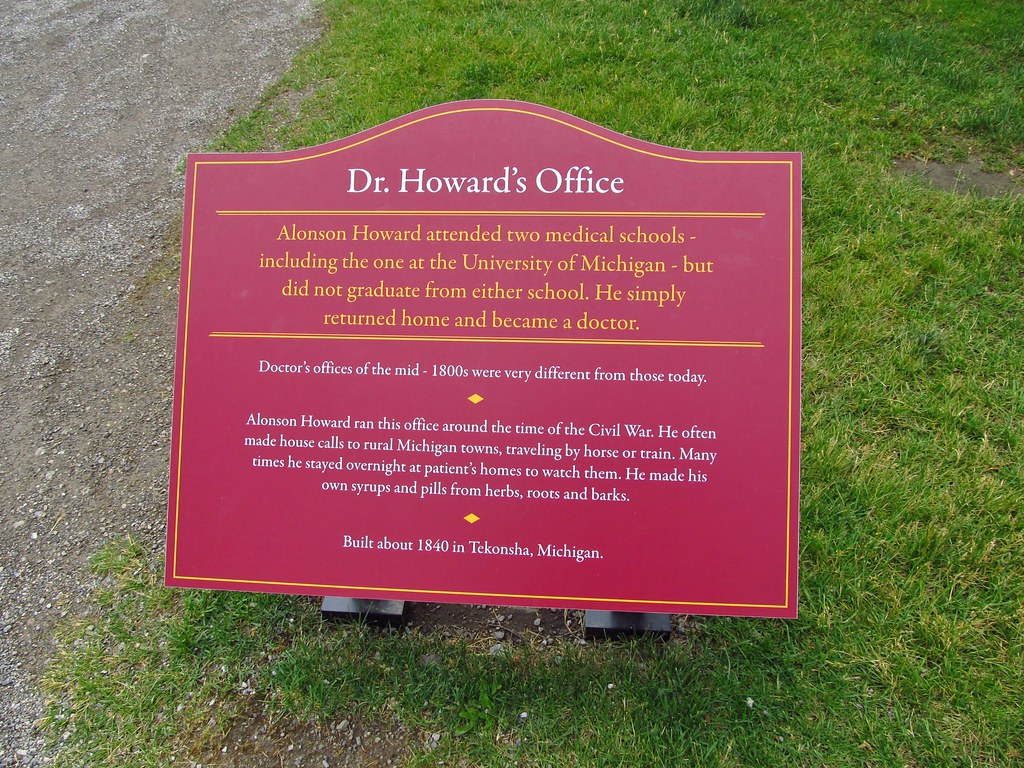 Dr. Howard's Office
Alonson Howard attended two medical schools -
including the one at the University of Michigan - but
did not graduate from either school. He simply
returned home and became a doctor.
Doctor's offices of the mid - 1800s were very different from those today.
Alonson Howard ran this office around the time of the Civil War. He often
made house calls to rural Michigan towns, traveling by horse or train. Many
times he stayed overnight at patient's homes to watch them. He made his
own syrups and pills from herbs, roots and barks.
Built about 1840 in Tekonsha, Michigan.